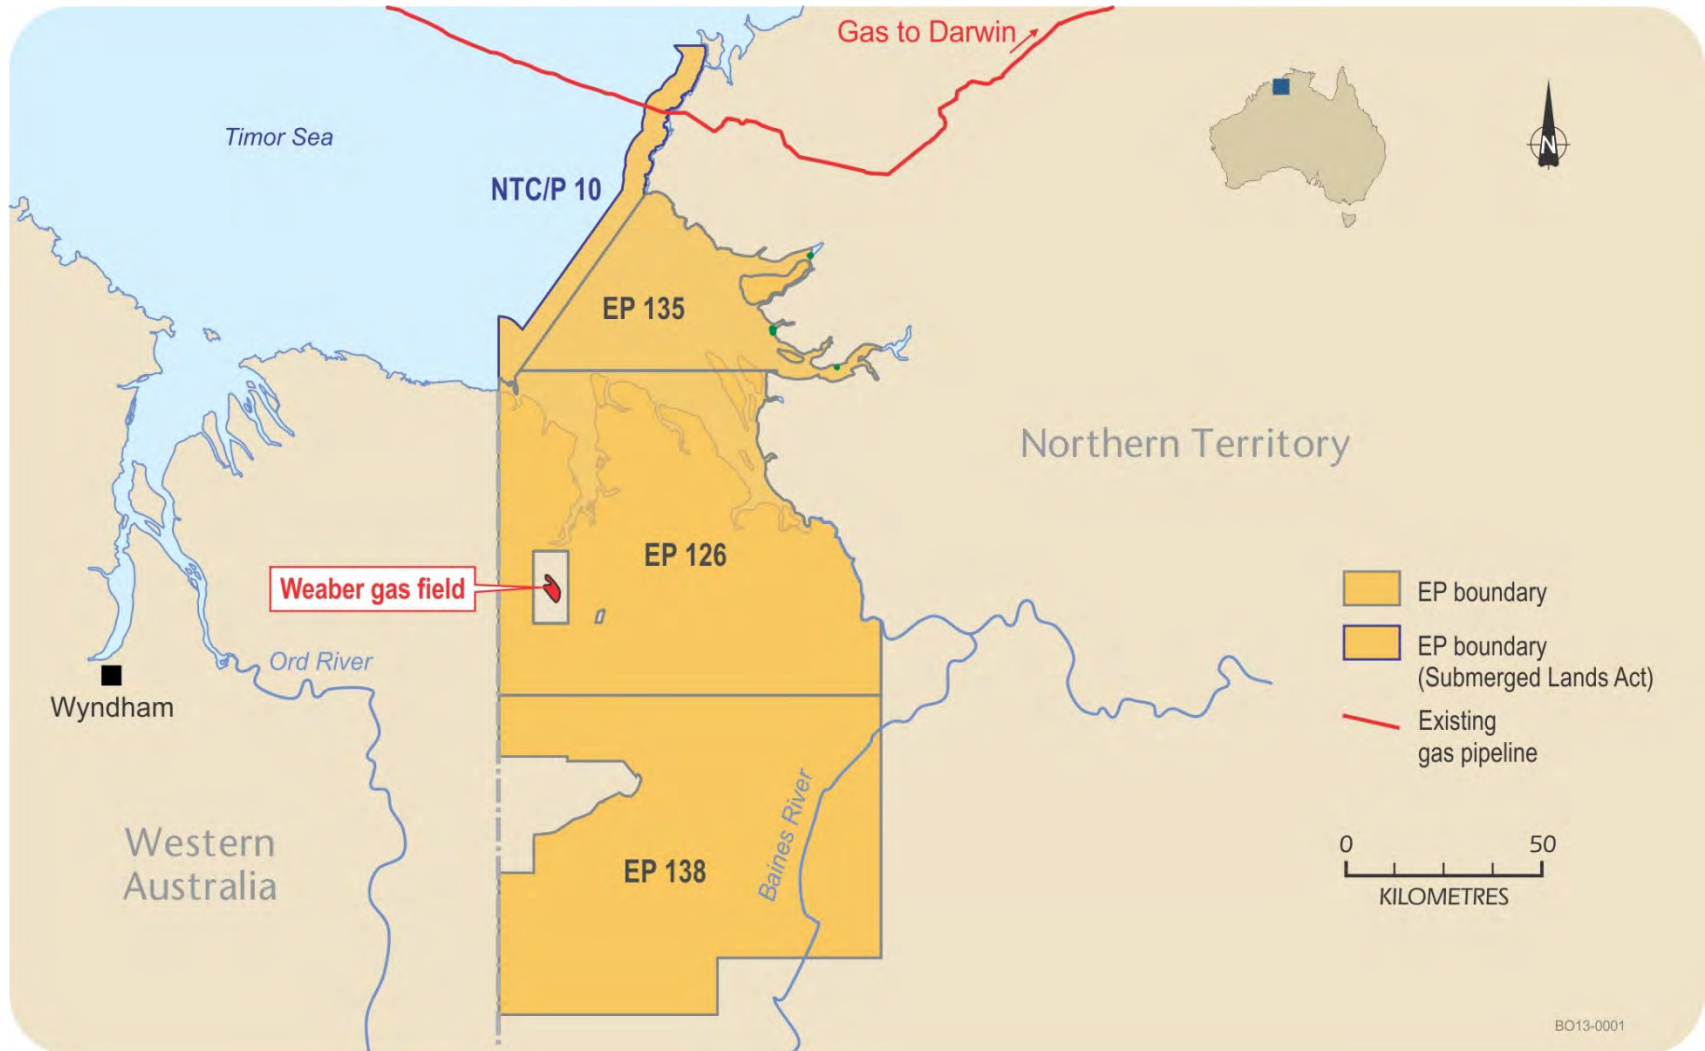 Gas to Darwin
Timor Sea
N
NTC/P 10
EP 135
Northern Territory
EP 126
Weaber gas field
EP boundary
EP boundary
(Submerged Lands Act)
Existing
gas pipeline
Ord River
Wyndham
Baines River
Western
Australia
EP 138
0 50
KILOMETRES
BO13-0001